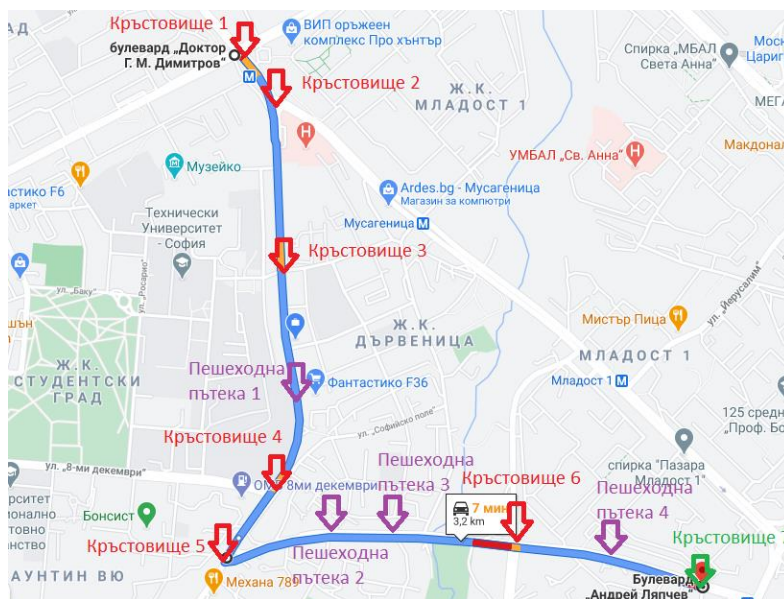 Кръстовище 1
булевард „Доктор
Г. М. Димитров“
ВИП оръжеен
комплекс Про хънтър
Спирка „МБАЛ
Света Анна“
Кръстовище 2
Ж.К.
МЛАДОСТ 1
УМБАЛ „Св. Анна“
Музейко
Ardes.bg - Мусагеница
Магазин за компютри
Мусагеница
Технически
Университет
- София
Кръстовище 3
ул. „Баку“
ул. „Росарио“
ул. „Йерусалим“
Мистър Пица
Ж.К.
ДЪРВЕНИЦА
МЛАДОСТ 1
Младост 1
Ж.К.
СТУДЕНТСКИ
ГРАД
Пешеходна
пътека 1
Фантастико F36
125 средн
"Проф. Бо
ул. „Софийско поле“
Кръстовище 4
ул. „8-ми декември“
ОМВ 8ми декември
спирка "Пазара
Младост 1"
Пешеходна
пътека 3
Кръстовище 6
7 мин
3,2 km
Пешеходна
пътека 4
Бонсист
Кръстовище 5
Пешеходна
пътека 2
Кръстовище 7
Механа 789
Булевард
„Андрей Ляпчев“